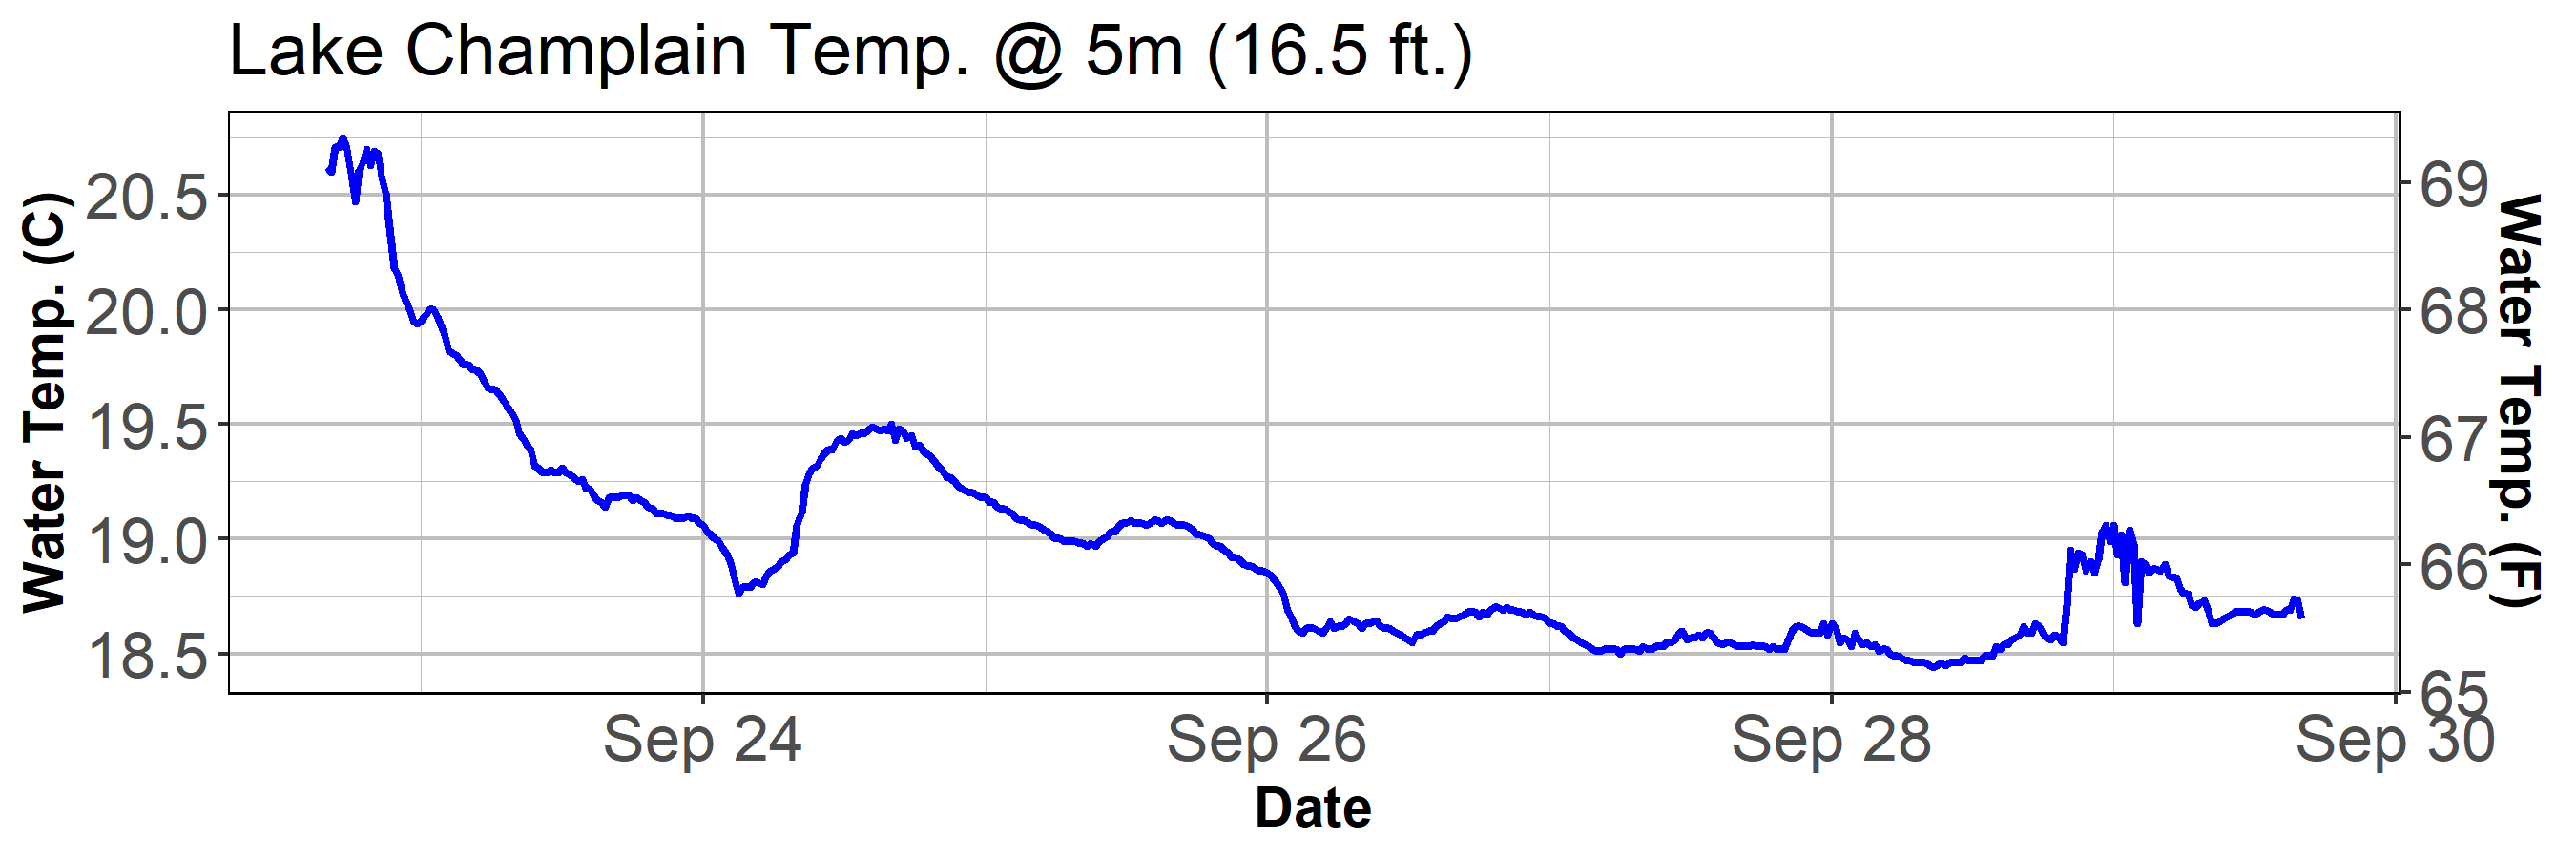 Lake Champlain Temp. @ 5m (16.5 ft.)
Water Temp. (C)
20.5
20.0
19.5
19.0
18.5
69
68
67
66
65
Water Temp. (F)
Sep 24
Sep 26
Sep 28
Sep 30
Date